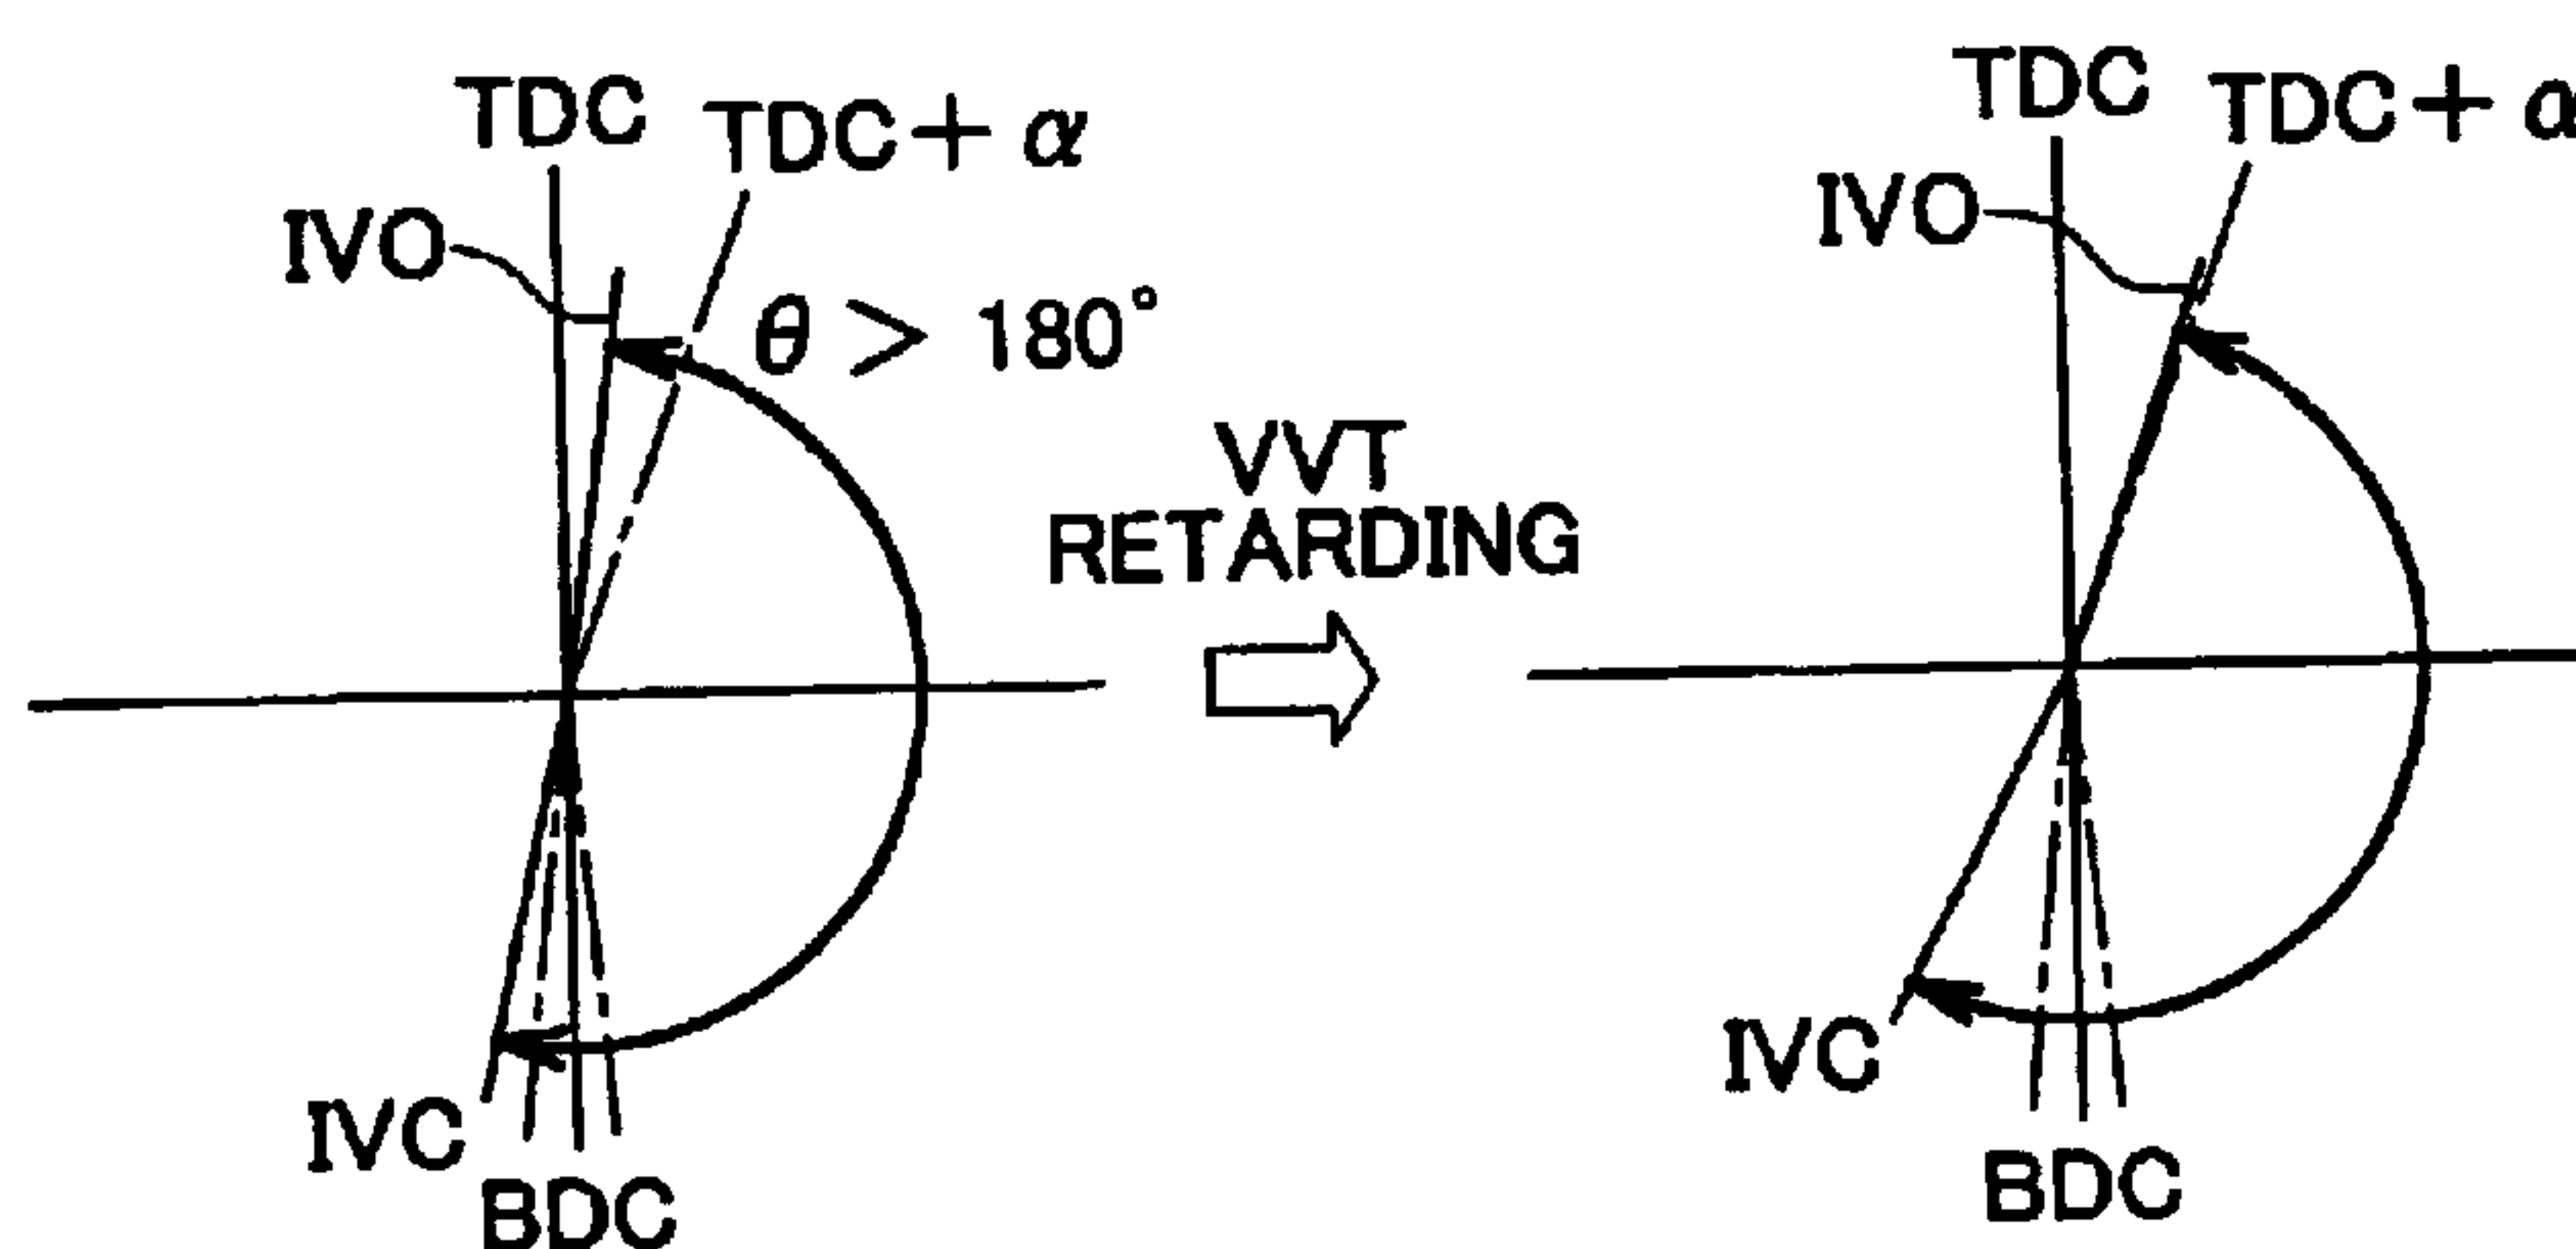 TDC
TDC + α
IVO
θ > 180°
IVC
BDC
VVT
RETARDING
TDC
TDC + α
IVO
IVC
BDC